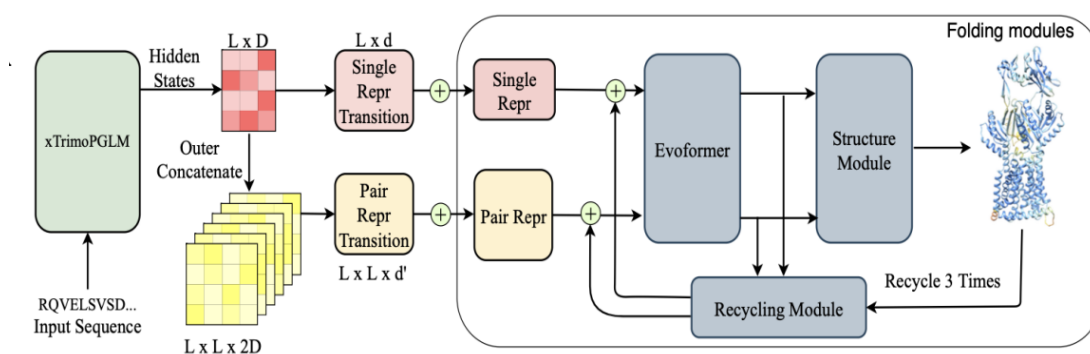 Folding modules
L x D
L x d
Hidden
States
xTrimoPGLM
Single
Repr
Transition
+
Single
Repr
+
Evoformer
Structure
Module
Outer
Concatenate
Pair
Repr
Transition
+
Pair Repr
+
L x L x d'
Recycle 3 Times
Recycling Module
RQVELSVSD...
Input Sequence
L x L x 2D